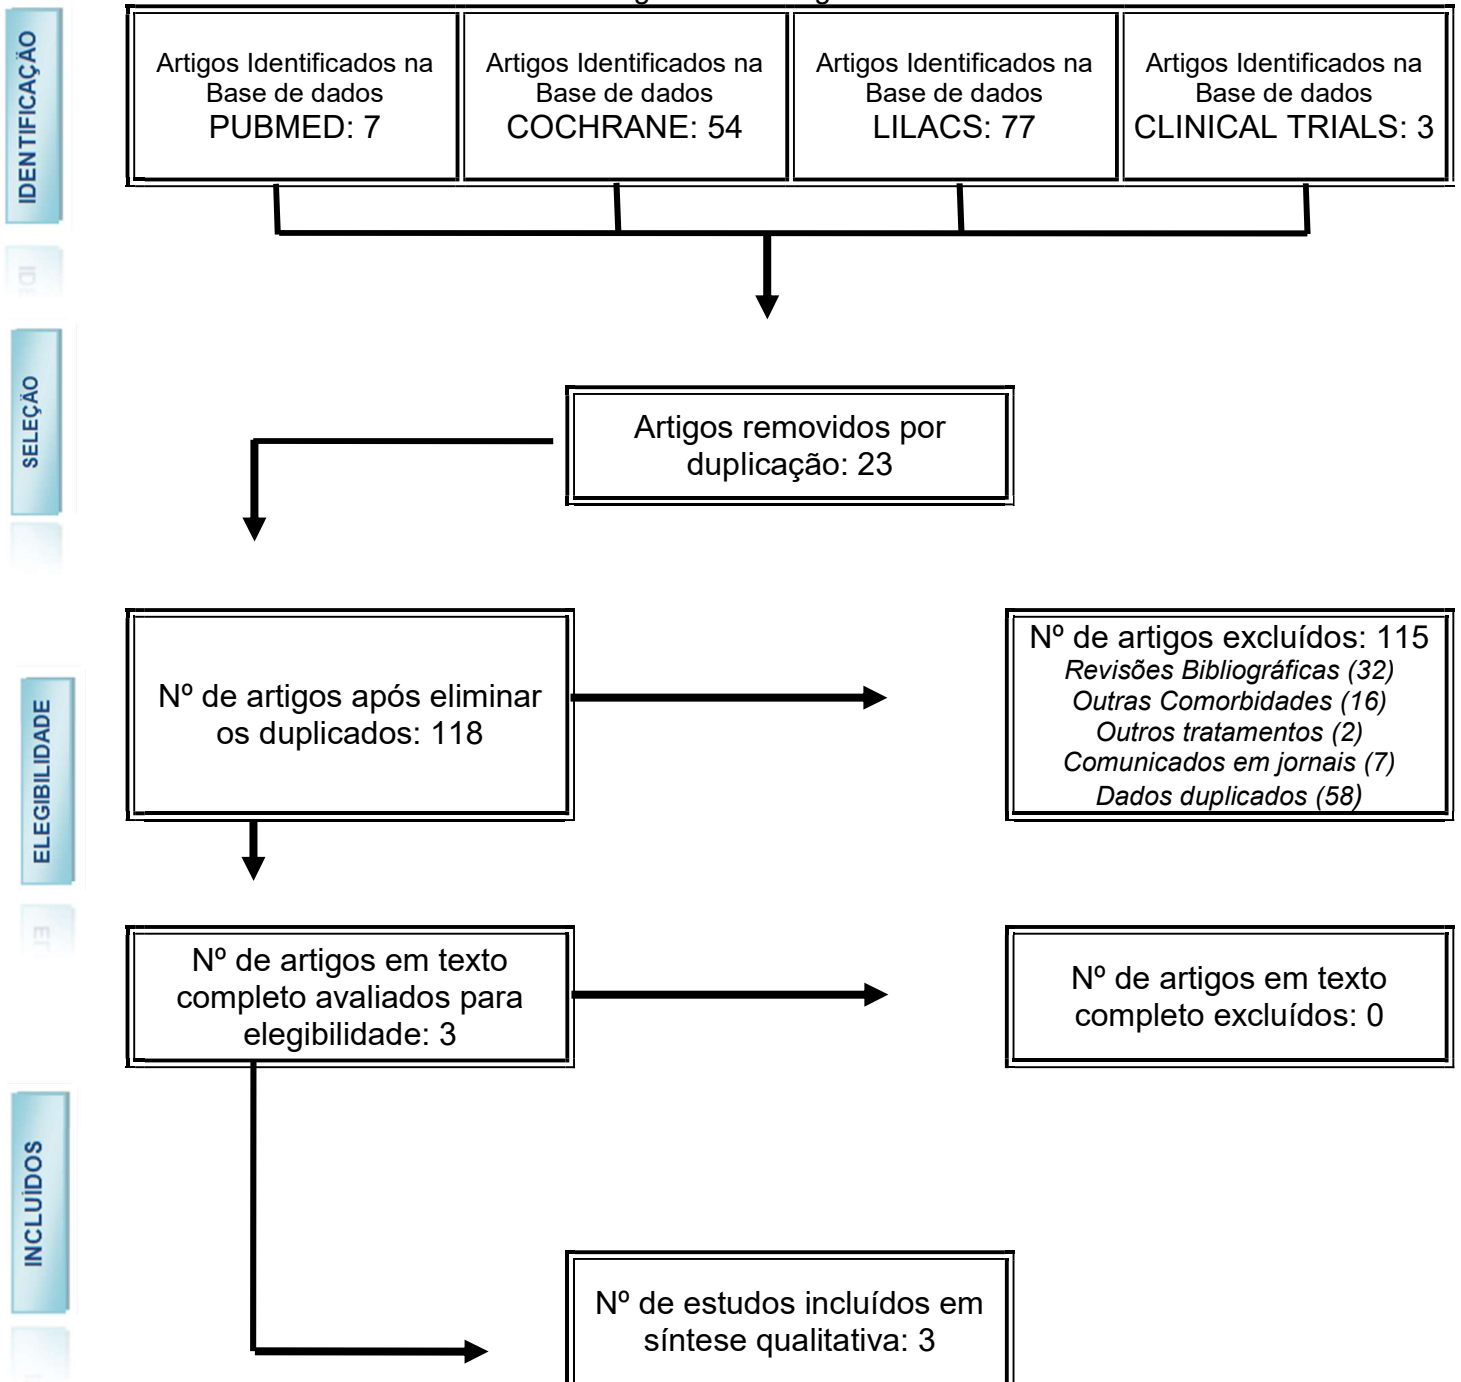 IDENTIFICAÇÃO
Artigos Identificados na
Base de dados
PUBMED: 7
Artigos Identificados na
Base de dados
COCHRANE: 54
Artigos Identificados na
Base de dados
LILACS: 77
Artigos Identificados na
Base de dados
CLINICAL TRIALS: 3
SELEÇÃO
Artigos removidos por
duplicação: 23
ELEGIBILIDADE
Nº de artigos após eliminar
os duplicados: 118
Nº de artigos excluídos: 115
Revisões Bibliográficas (32)
Outras Comorbidades (16)
Outros tratamentos (2)
Comunicados em jornais (7)
Dados duplicados (58)
Nº de artigos em texto
completo avaliados para
elegibilidade: 3
Nº de artigos em texto
completo excluídos: 0
INCLUÍDOS
Nº de estudos incluídos em
síntese qualitativa: 3